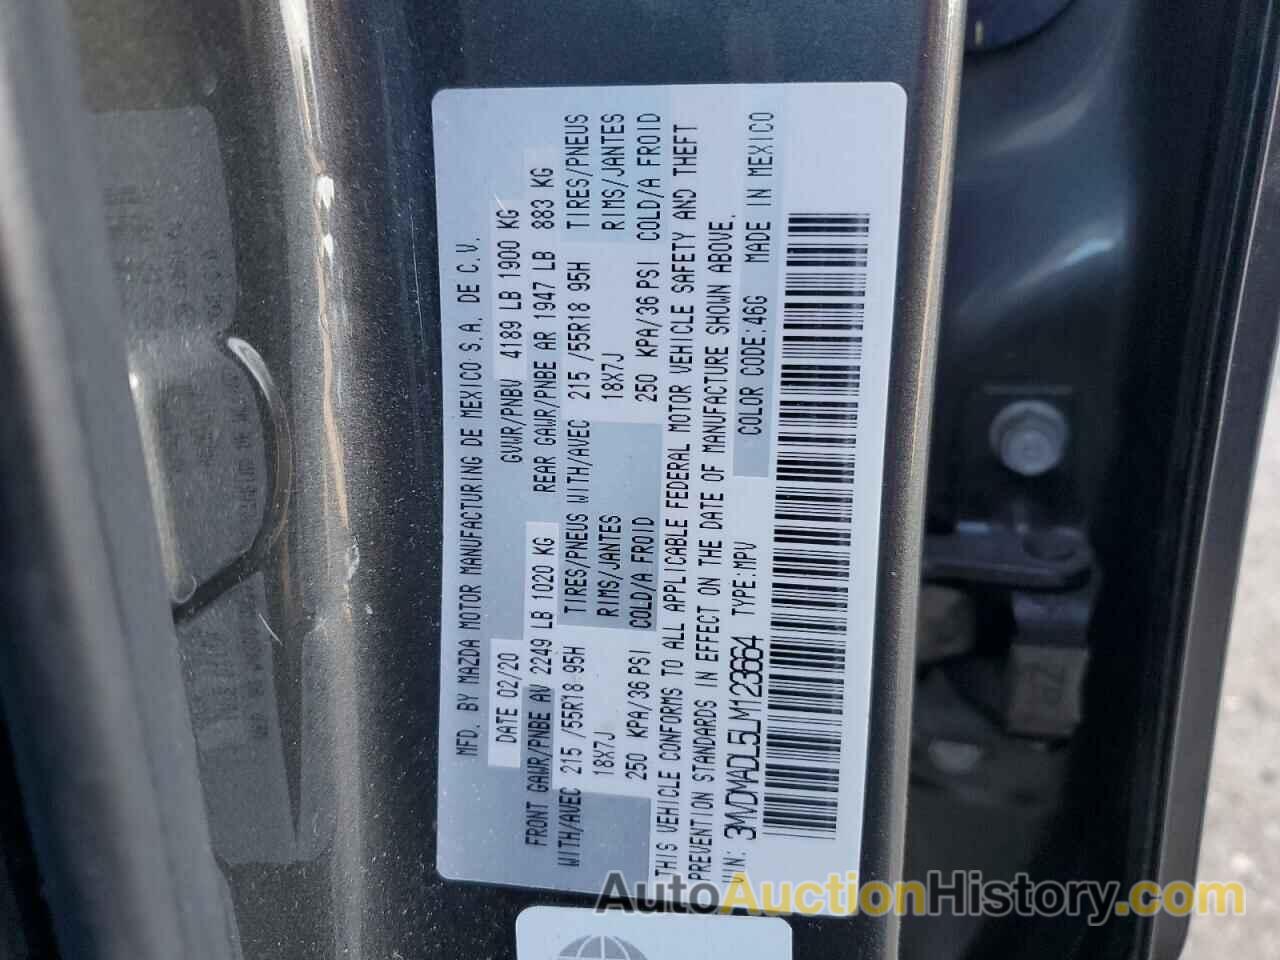 MFD. BY MAZDA MOTOR MANUFACTURING DE MEXICO S.A. DE C.V.
DATE 02/20 GVWR/PNBV 4189 LB 1900 KG
FRONT GAWR/PNBE AV 2249 LB 1020 KG REAR GAWR/PNBE AR 1947 LB 883 KG
WITH/AVEC 215 /55R18 95H TIRES/PNEUS WITH/AVEC 215 /55R18 95H TIRES/PNEUS
18X7J RIMS/JANTES 18X7J RIMS/JANTES
250 KPA/36 PSI COLD/A FROID 250 KPA/36 PSI COLD/A FROID
THIS VEHICLE CONFORMS TO ALL APPLICABLE FEDERAL MOTOR VEHICLE SAFETY AND THEFT
PREVENTION STANDARDS IN EFFECT ON THE DATE OF MANUFACTURE SHOWN ABOVE.
VIN: 3MVDMADL5LM123664 TYPE:MPV COLOR CODE:46G MADE IN MEXICO
AutoAuctionHistory.com